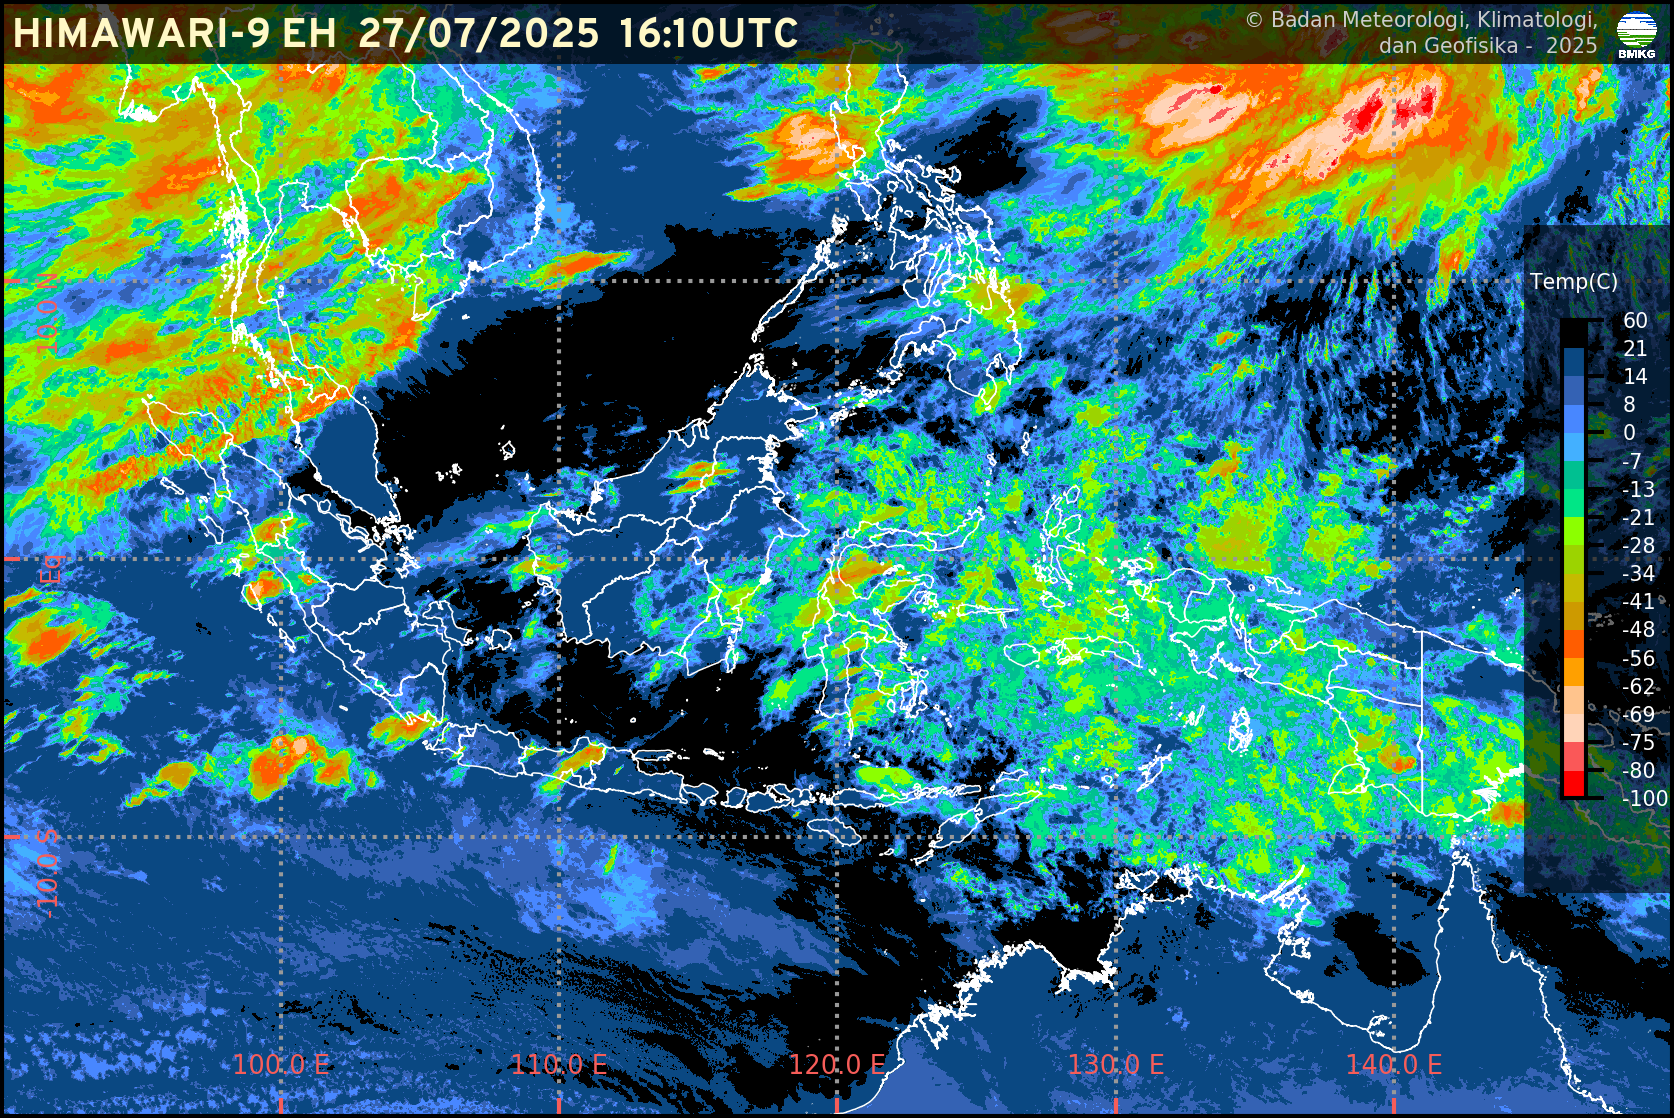 HIMAWARI-9 EH 27/07/2025 16:10UTC
© Badan Meteorologi, Klimatologi,
dan Geofisika - 2025
BMKG
Temp(C)
60
21
14
8
0
-7
-13
-21
-28
-34
-41
-48
-56
-62
-69
-75
-80
-100
10.0 N
Eq
-10.0 S
100.0 E
110.0 E
120.0 E
130.0 E
140.0 E